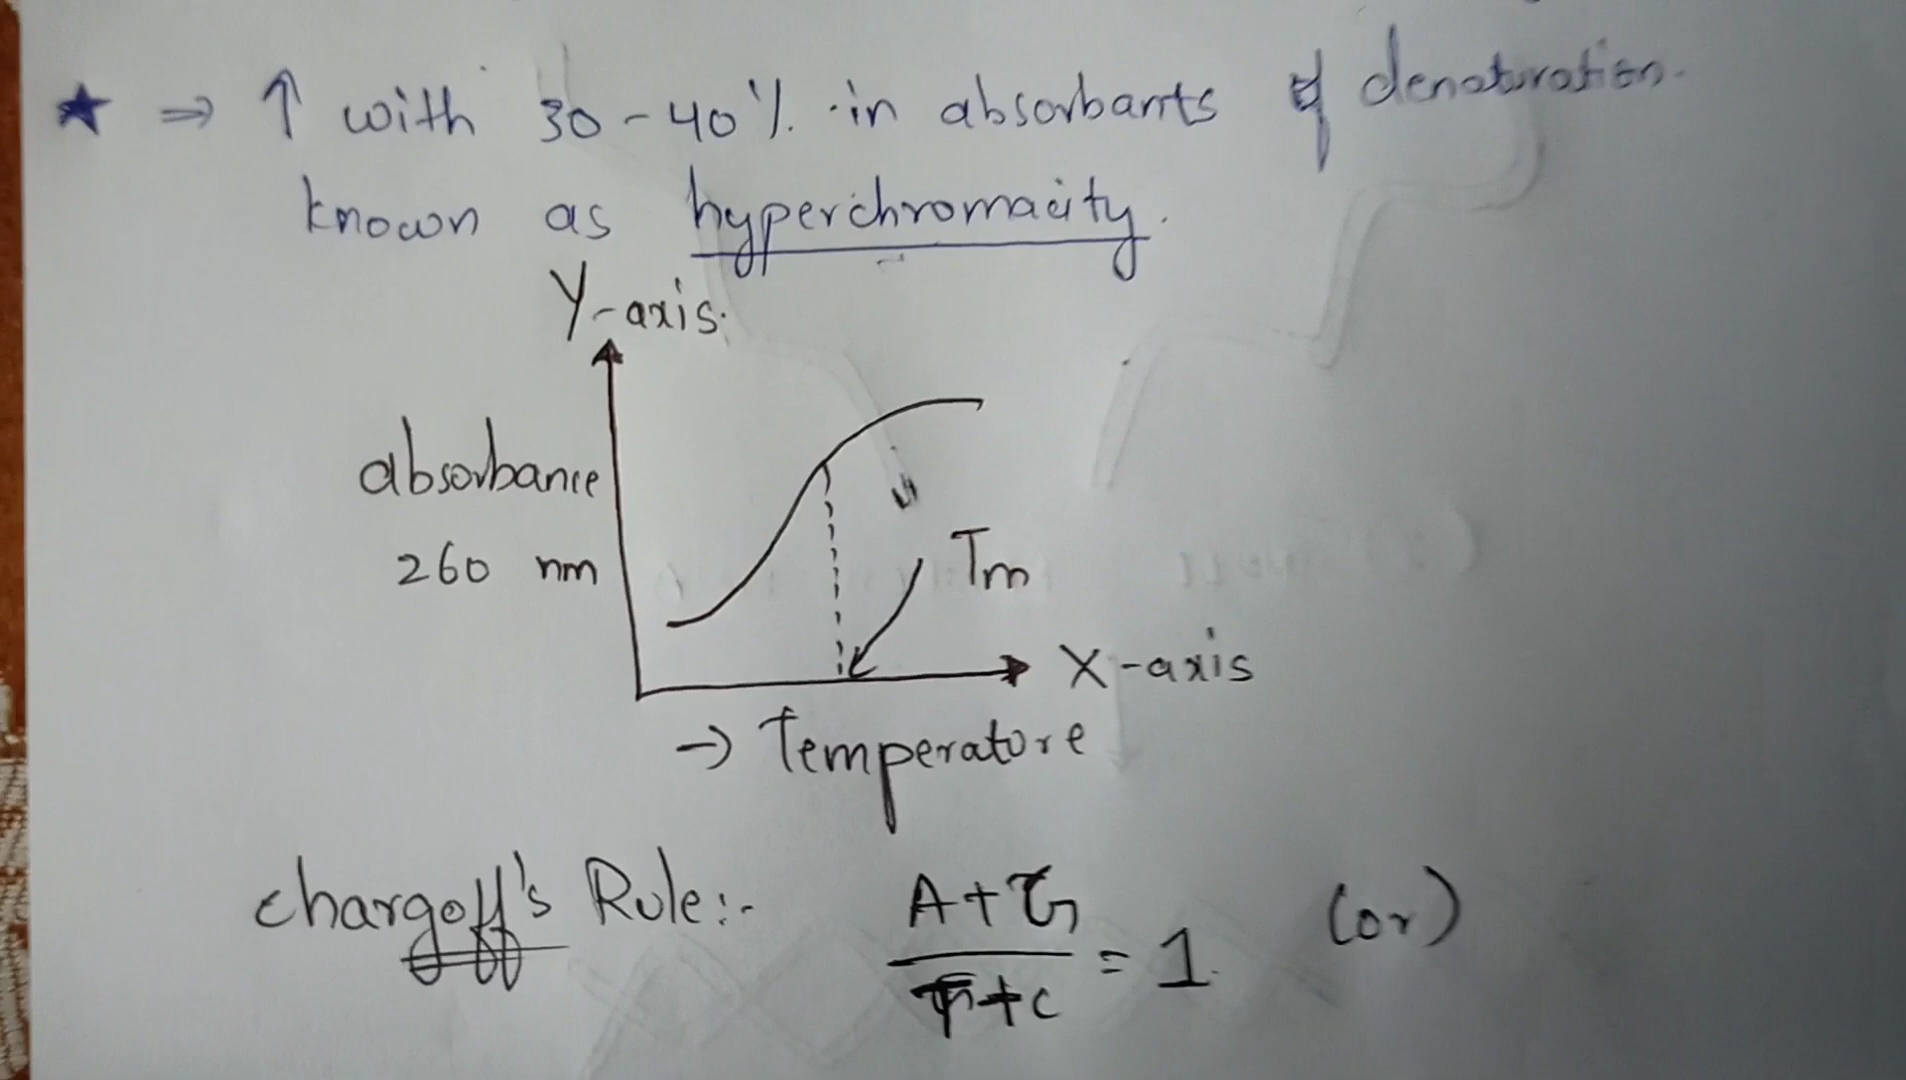 ★ ⇒ ↑ with 30-40% in absorbants of denaturation.
known as hyperchromacity.
Y-axis.
absorbance
260 nm
Tm
X-axis
→ Temperature
chargoff's Rule:- A+G / T+C = 1 (or)